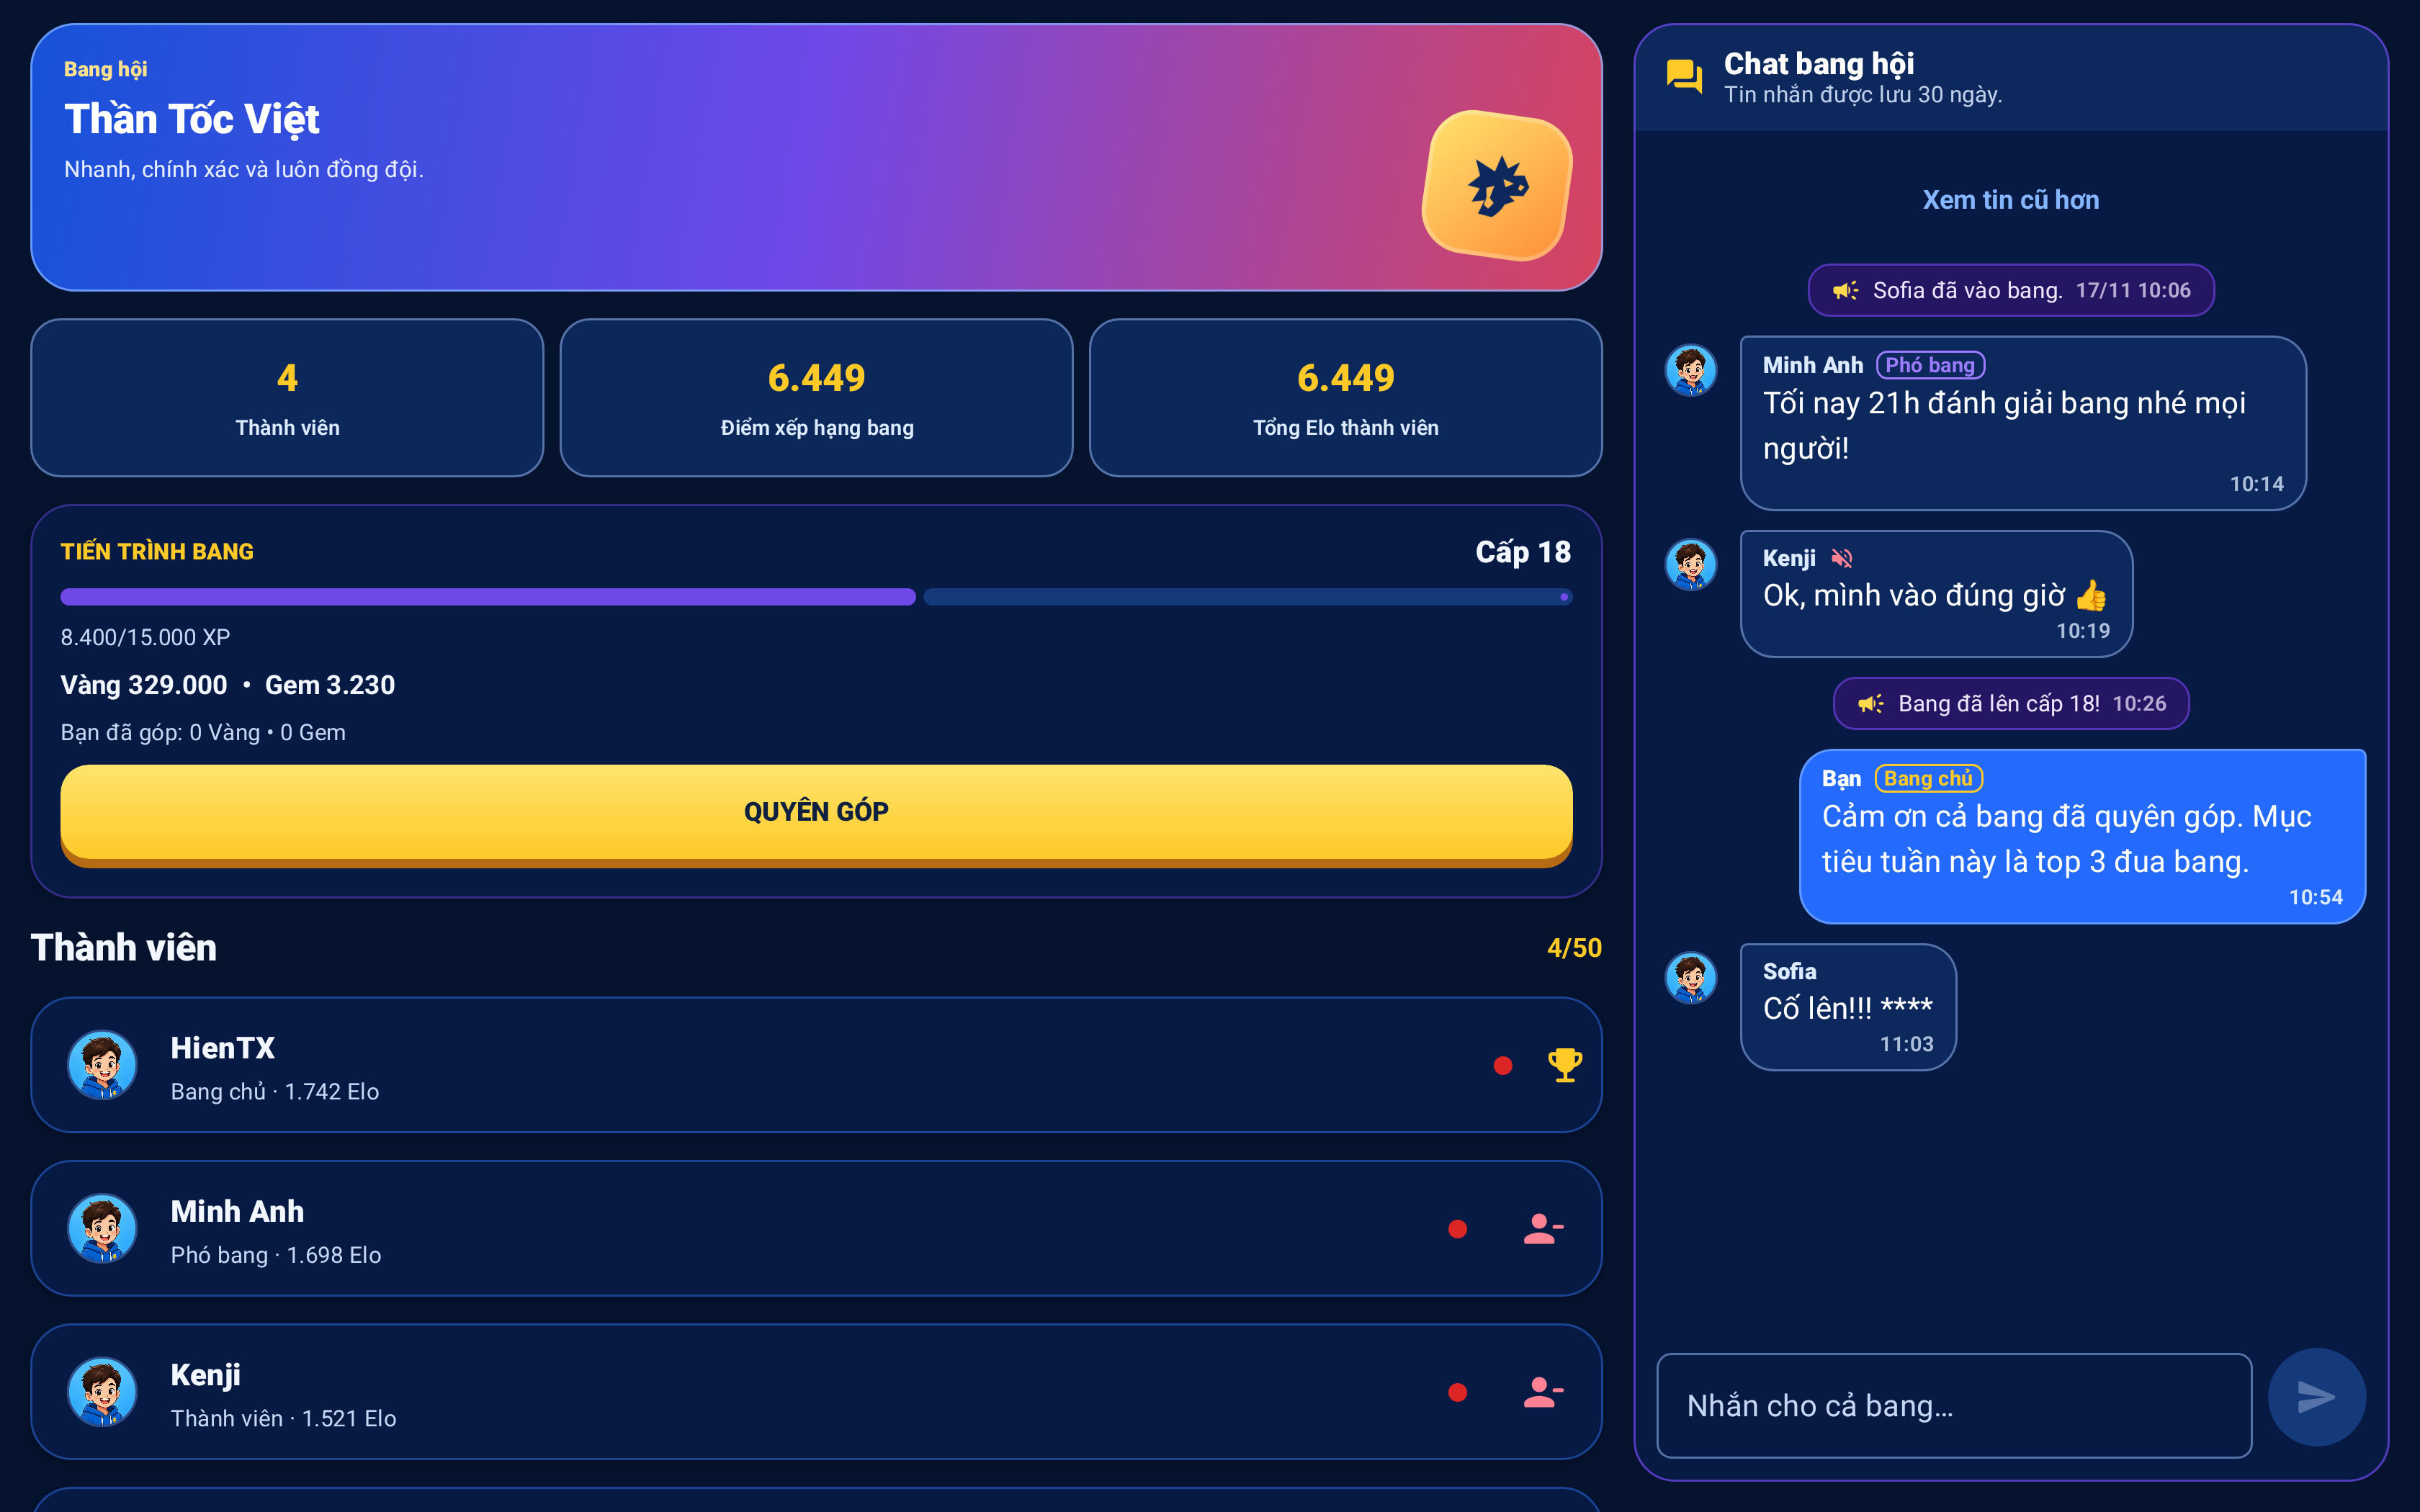 Bang hội
Thần Tốc Việt
Nhanh, chính xác và luôn đồng đội.
4
Thành viên
6.449
Điểm xếp hạng bang
6.449
Tổng Elo thành viên
TIẾN TRÌNH BANG
Cấp 18
8.400/15.000 XP
Vàng 329.000 • Gem 3.230
Bạn đã góp: 0 Vàng • 0 Gem
QUYÊN GÓP
Thành viên
4/50
HienTX
Bang chủ · 1.742 Elo
Minh Anh
Phó bang · 1.698 Elo
Kenji
Thành viên · 1.521 Elo
Chat bang hội
Tin nhắn được lưu 30 ngày.
Xem tin cũ hơn
Sofia đã vào bang. 17/11 10:06
Minh Anh Phó bang
Tối nay 21h đánh giải bang nhé mọi
người!
10:14
Kenji
Ok, mình vào đúng giờ 👍
10:19
Bang đã lên cấp 18! 10:26
Bạn Bang chủ
Cảm ơn cả bang đã quyên góp. Mục
tiêu tuần này là top 3 đua bang.
10:54
Sofia
Cố lên!!! ****
11:03
Nhắn cho cả bang...